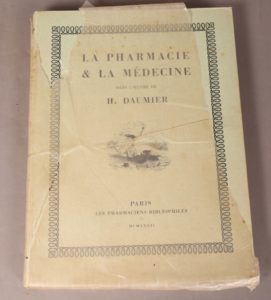 LA PHARMACIE
& LA MÉDECINE
DANS L'ŒUVRE DE
H. DAUMIER
PARIS
LES PHARMACIENS BIBLIOPHILES